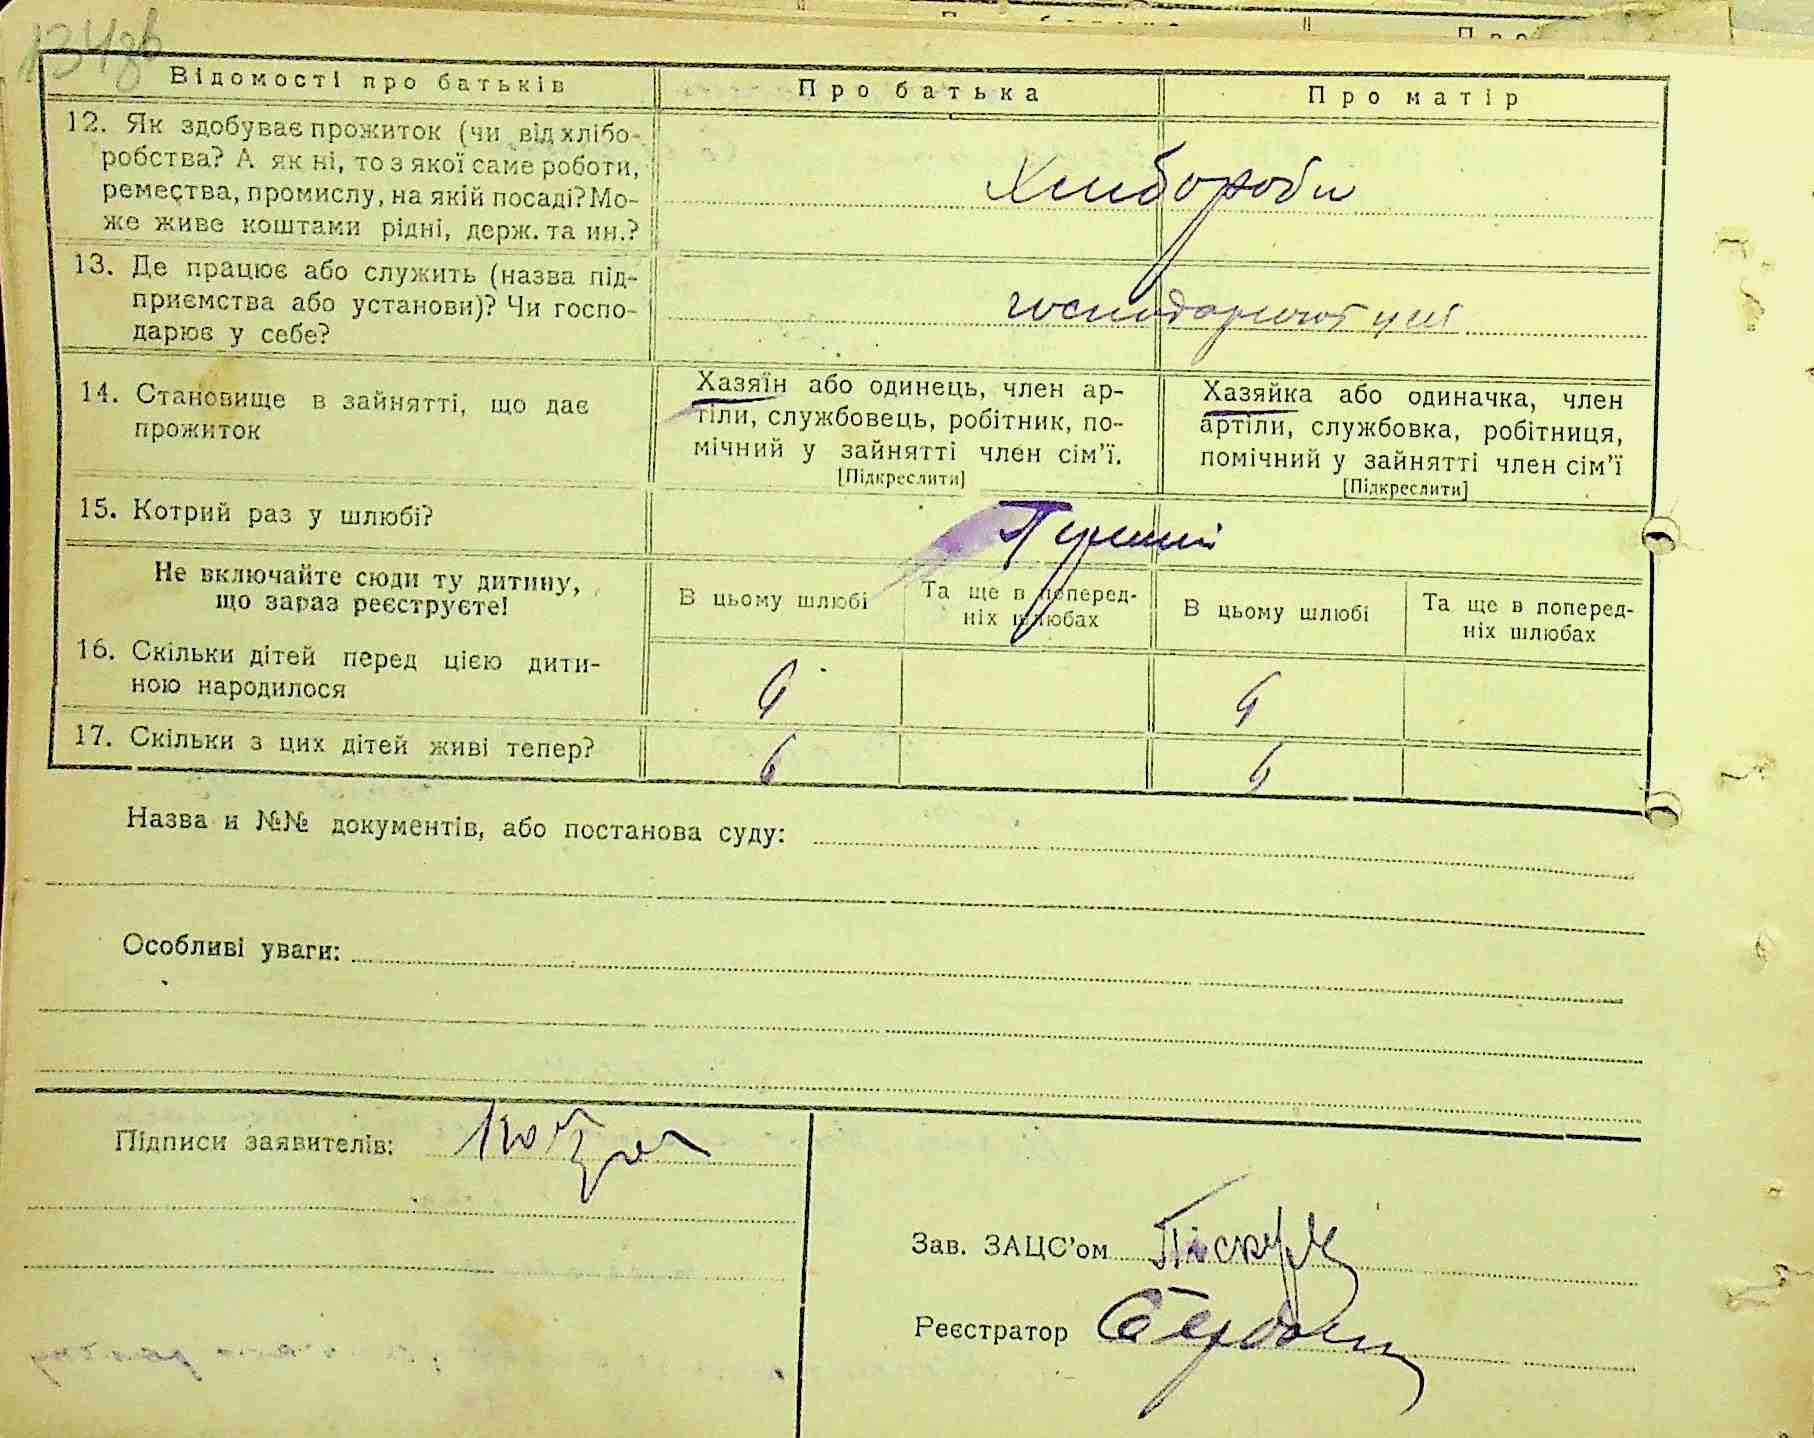 134зв
Відомості про батьків
Про батька
Про матір
12. Як здобуває прожиток (чи від хлібо-
робства? А як ні, то з якої саме роботи,
ремества, промислу, на якій посаді? Мо-
же живе коштами рідні, держ. та ин.?
Хлибороби
13. Де працює або служить (назва під-
приємства або установи)? Чи госпо-
дарює у себе?
14. Становище в зайнятті, що дає
прожиток
Хазяїн або одинець, член ар-
тіли, службовець, робітник, по-
мічний у зайнятті член сім'ї.
[Підкреслити]
Хазяйка або одиначка, член
артіли, службовка, робітниця,
помічний у зайнятті член сім'ї
[Підкреслити]
15. Котрий раз у шлюбі?
Не включайте сюди ту дитину,
що зараз реєструєте!
В цьому шлюбі
Та ще в поперед-
ніх шлюбах
В цьому шлюбі
Та ще в поперед-
ніх шлюбах
16. Скільки дітей перед цією дити-
ною народилося
6 6
17. Скільки з цих дітей живі тепер?
6 6
Назва и №№ документів, або постанова суду:
Особливі уваги:
Підписи заявителів:
Зав. ЗАЦС'ом
Реєстратор